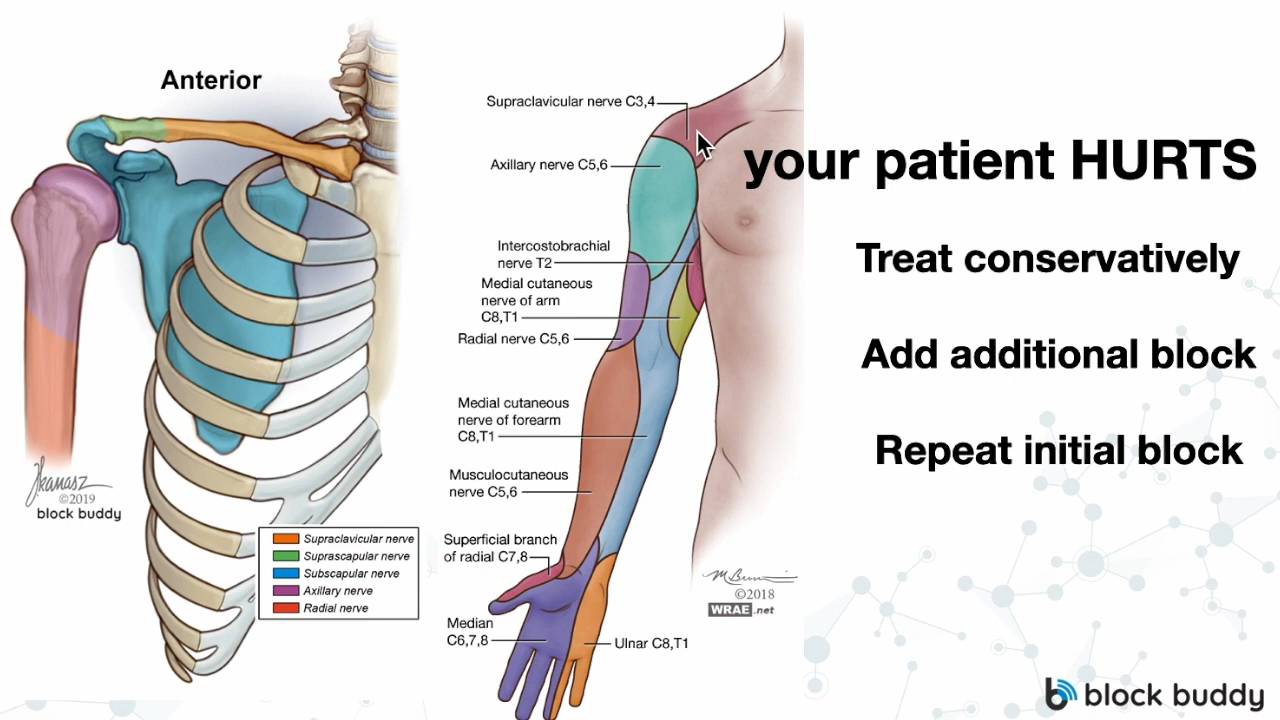 Anterior
©2019
block buddy
Supraclavicular nerve
Suprascapular nerve
Subscapular nerve
Axillary nerve
Radial nerve
Supraclavicular nerve C3,4
Axillary nerve C5,6
Intercostobrachial
nerve T2
Medial cutaneous
nerve of arm
C8,T1
Radial nerve C5,6
Medial cutaneous
nerve of forearm
C8,T1
Musculocutaneous
nerve C5,6
Superficial branch
of radial C7,8
Median
C6,7,8
Ulnar C8,T1
©2018
WRAE.net
your patient HURTS
Treat conservatively
Add additional block
Repeat initial block
block buddy